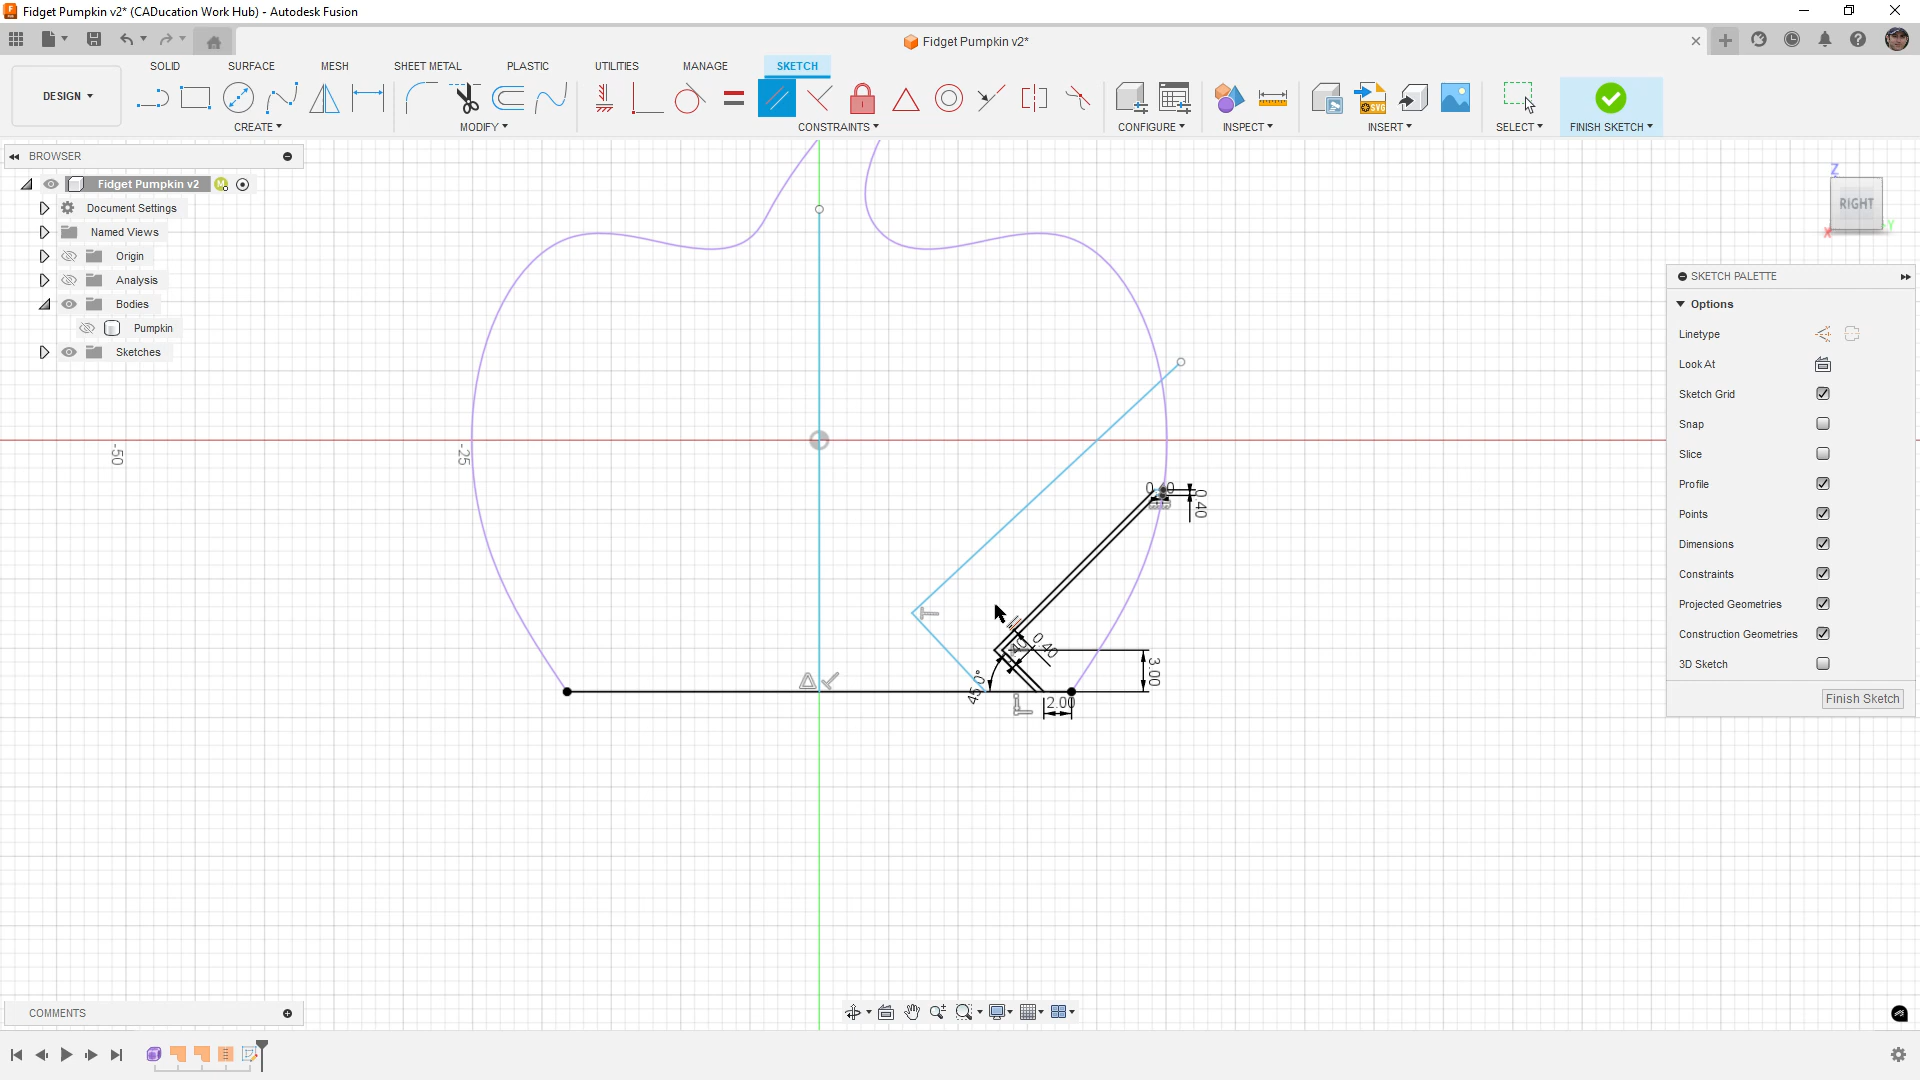 Fidget Pumpkin v2* (CADucation Work Hub) - Autodesk Fusion
Fidget Pumpkin v2*
SOLID SURFACE MESH SHEET METAL PLASTIC UTILITIES MANAGE SKETCH
DESIGN
CREATE MODIFY CONSTRAINTS CONFIGURE INSPECT INSERT SELECT FINISH SKETCH
BROWSER
Fidget Pumpkin v2
Document Settings
Named Views
Origin
Analysis
Bodies
Pumpkin
Sketches
Z
RIGHT
X
Y
-50
-25
0.40
0.40
0.40
45.0°
3.00
2.00
SKETCH PALETTE
Options
Linetype
Look At
Sketch Grid
Snap
Slice
Profile
Points
Dimensions
Constraints
Projected Geometries
Construction Geometries
3D Sketch
Finish Sketch
COMMENTS